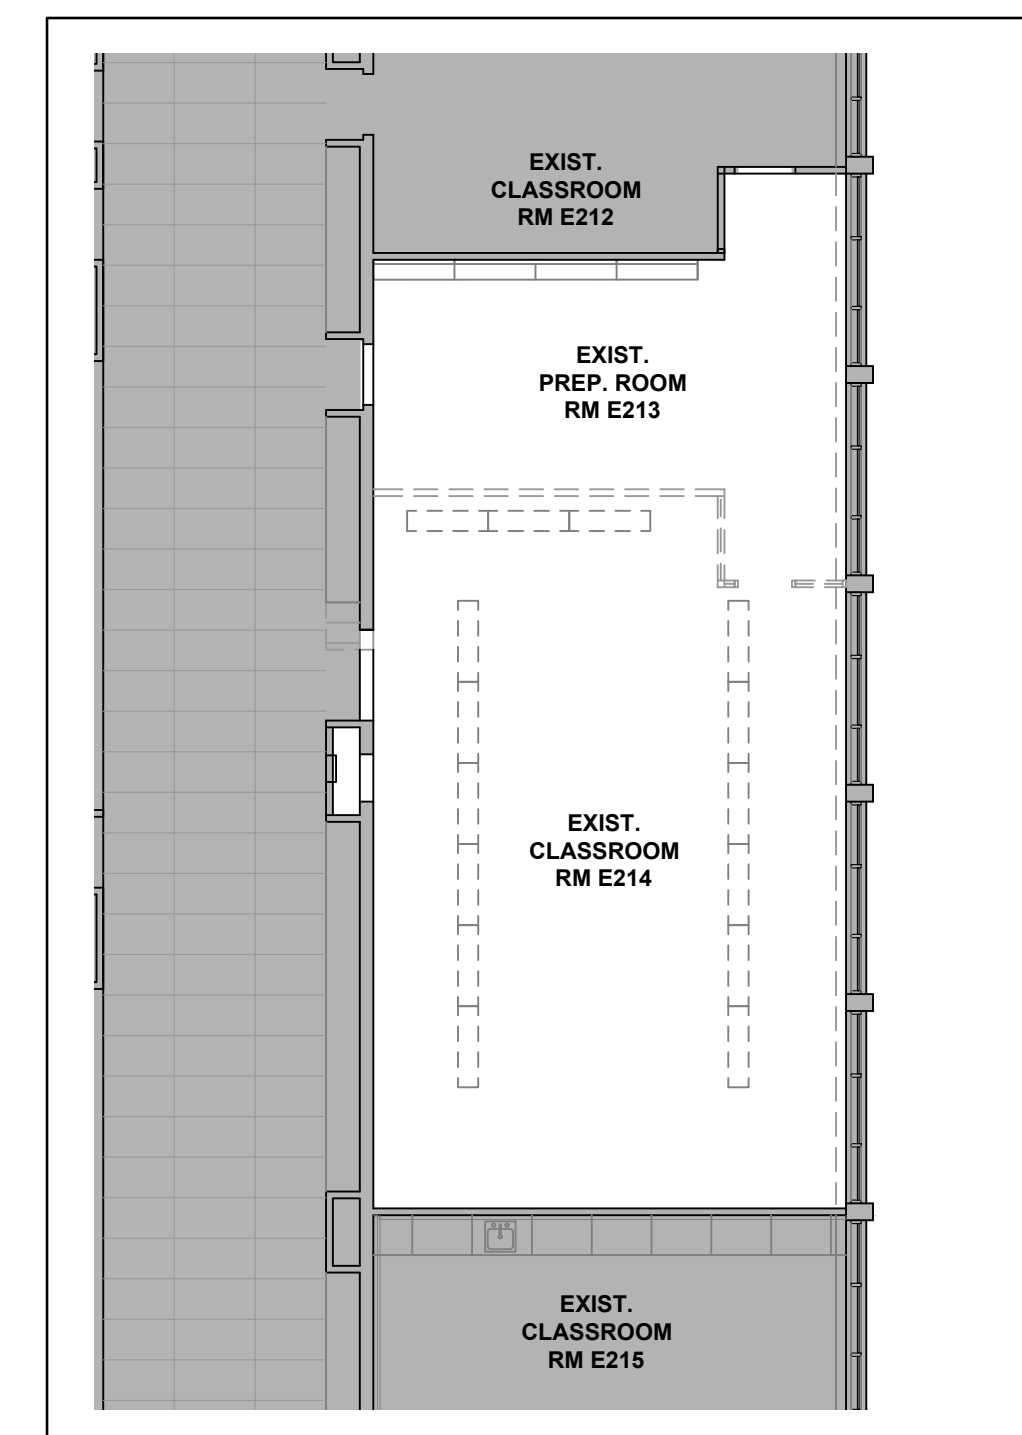 EXIST.
CLASSROOM
RM E212
EXIST.
PREP. ROOM
RM E213
EXIST.
CLASSROOM
RM E214
EXIST.
CLASSROOM
RM E215